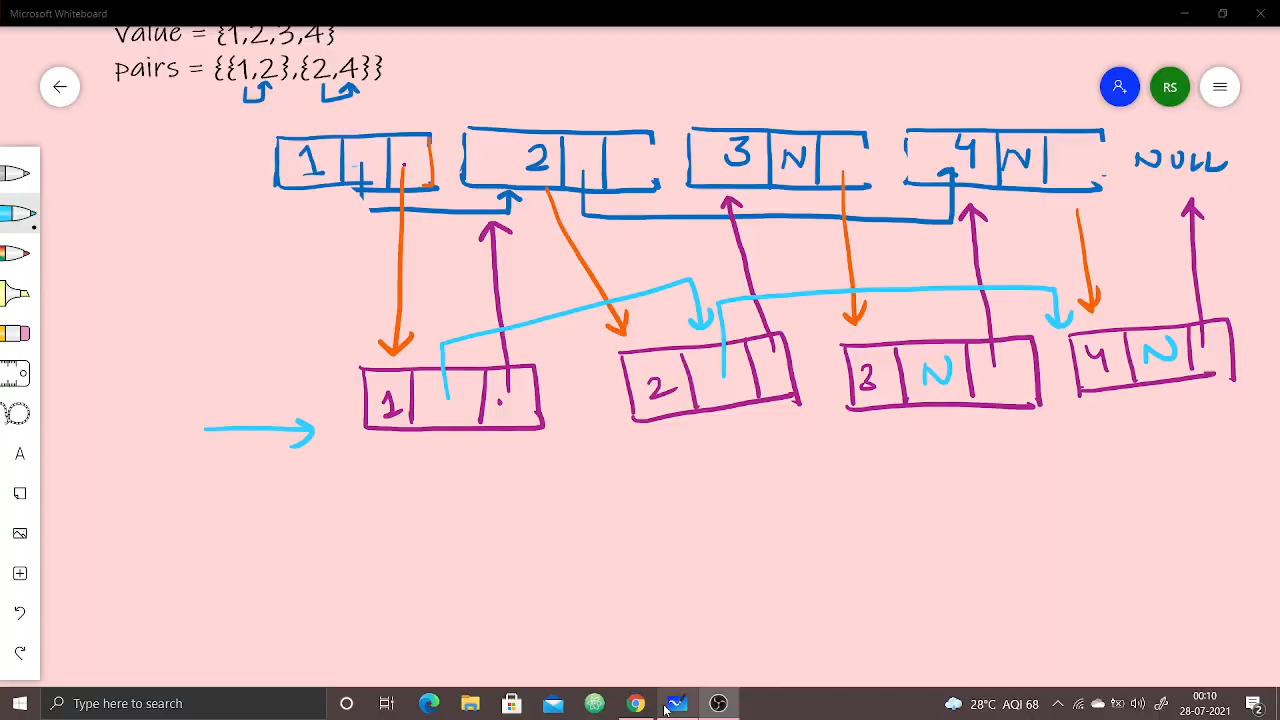 Microsoft Whiteboard
value = {1,2,3,4}
pairs = {{1,2},{2,4}}
RS
1 2 3 N 4 N NULL
1 2 3 N 4 N
A
Type here to search
28°C AQI 68
00:10
28-07-2021
2